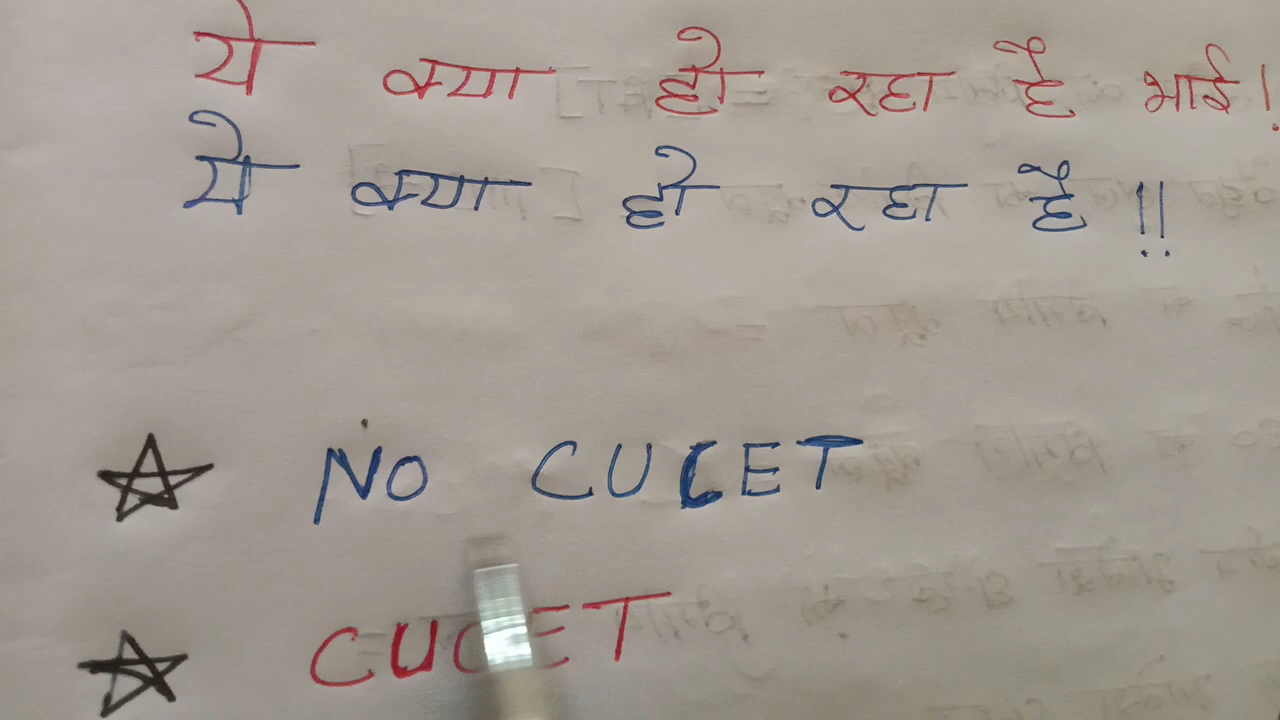 ये क्या हो रहा है भाई!
ये क्या हो रहा है !!
NO CUCET
CUCET